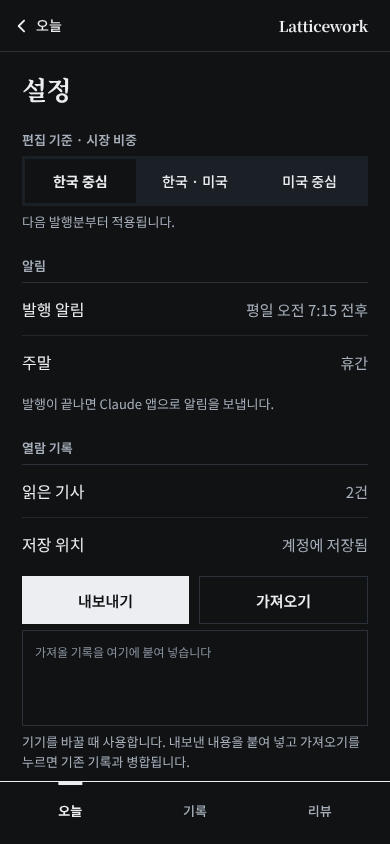 오늘
Latticework
설정
편집 기준 · 시장 비중
한국 중심
한국 · 미국
미국 중심
다음 발행분부터 적용됩니다.
알림
발행 알림
평일 오전 7:15 전후
주말
휴간
발행이 끝나면 Claude 앱으로 알림을 보냅니다.
열람 기록
읽은 기사
2건
저장 위치
계정에 저장됨
내보내기
가져오기
가져올 기록을 여기에 붙여 넣습니다
기기를 바꿀 때 사용합니다. 내보낸 내용을 붙여 넣고 가져오기를
누르면 기존 기록과 병합됩니다.
오늘
기록
리뷰